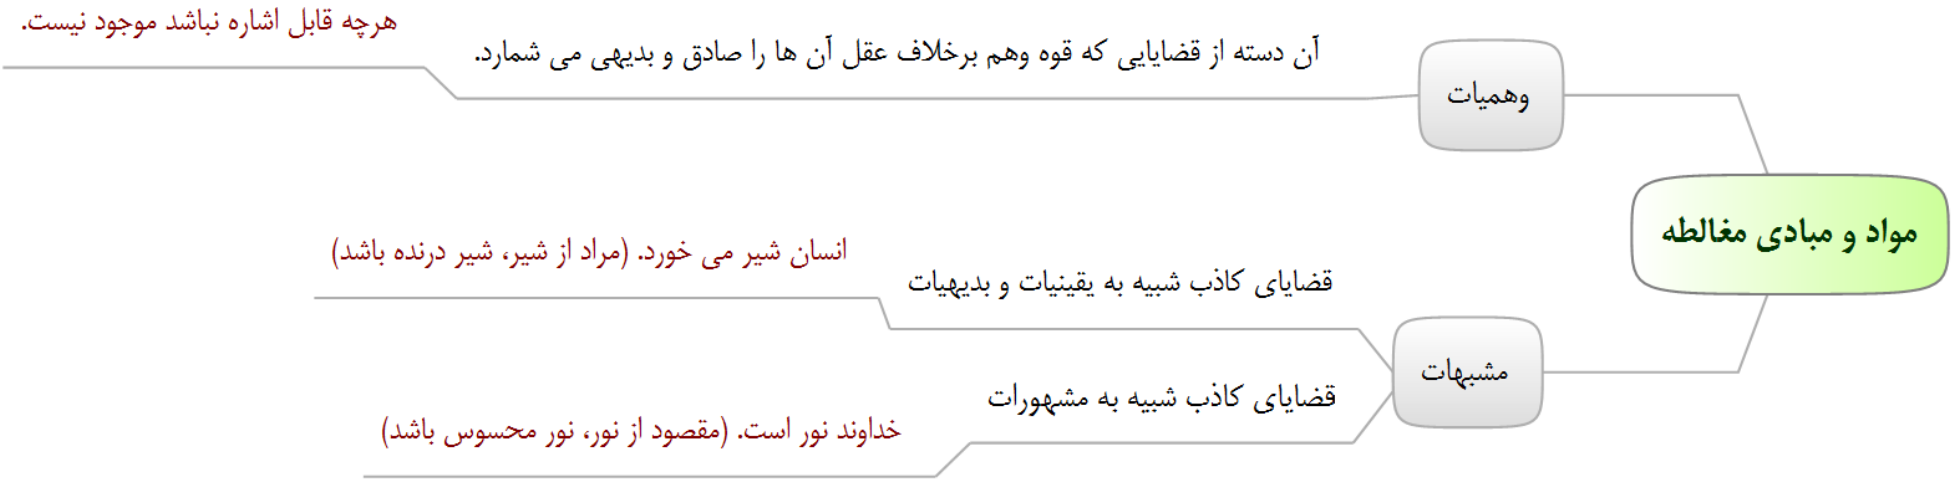 مواد و مبادی مغالطه
وهمیات
آن دسته از قضایایی که قوه وهم برخلاف عقل آن ها را صادق و بدیهی می شمارد.
هرچه قابل اشاره نباشد موجود نیست.
مشبهات
قضایای کاذب شبیه به یقینیات و بدیهیات
انسان شیر می خورد. (مراد از شیر، شیر درنده باشد)
قضایای کاذب شبیه به مشهورات
خداوند نور است. (مقصود از نور، نور محسوس باشد)